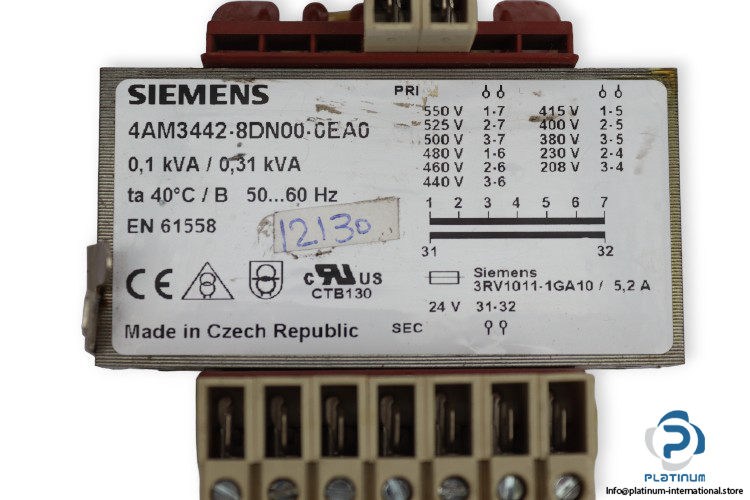 SIEMENS
4AM3442-8DN00-0EA0
0,1 kVA / 0,31 kVA
ta 40°C / B 50...60 Hz
EN 61558
12130
c RU US
CTB130
CE
Made in Czech Republic
PRI
550 V 1-7 415 V 1-5
525 V 2-7 400 V 2-5
500 V 3-7 380 V 3-5
480 V 1-6 230 V 2-4
460 V 2-6 208 V 3-4
440 V 3-6
1 2 3 4 5 6 7
31 32
Siemens
3RV1011-1GA10 / 5,2 A
24 V 31-32
SEC
PLATINUM
INTERNATIONAL
Info@platinum-international.store